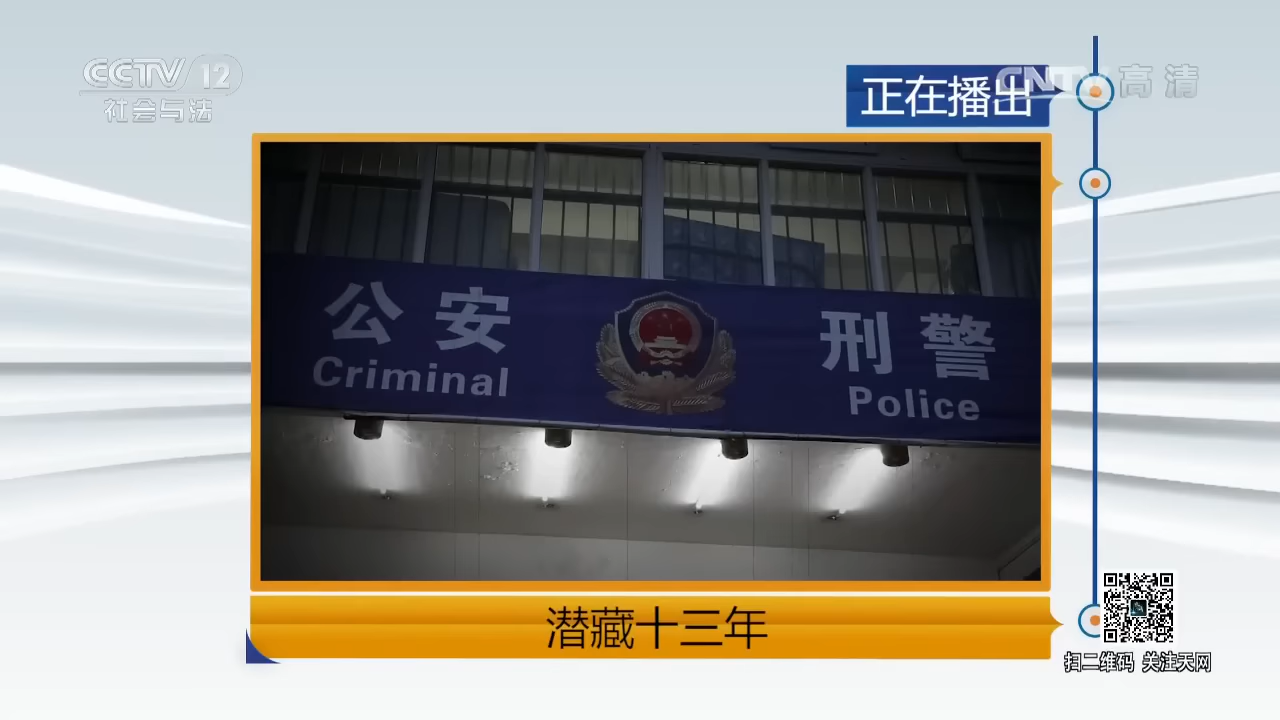 CCTV 12
社会与法
CNTV 高清
正在播出
公安 刑警
Criminal Police
潜藏十三年
扫二维码 关注天网